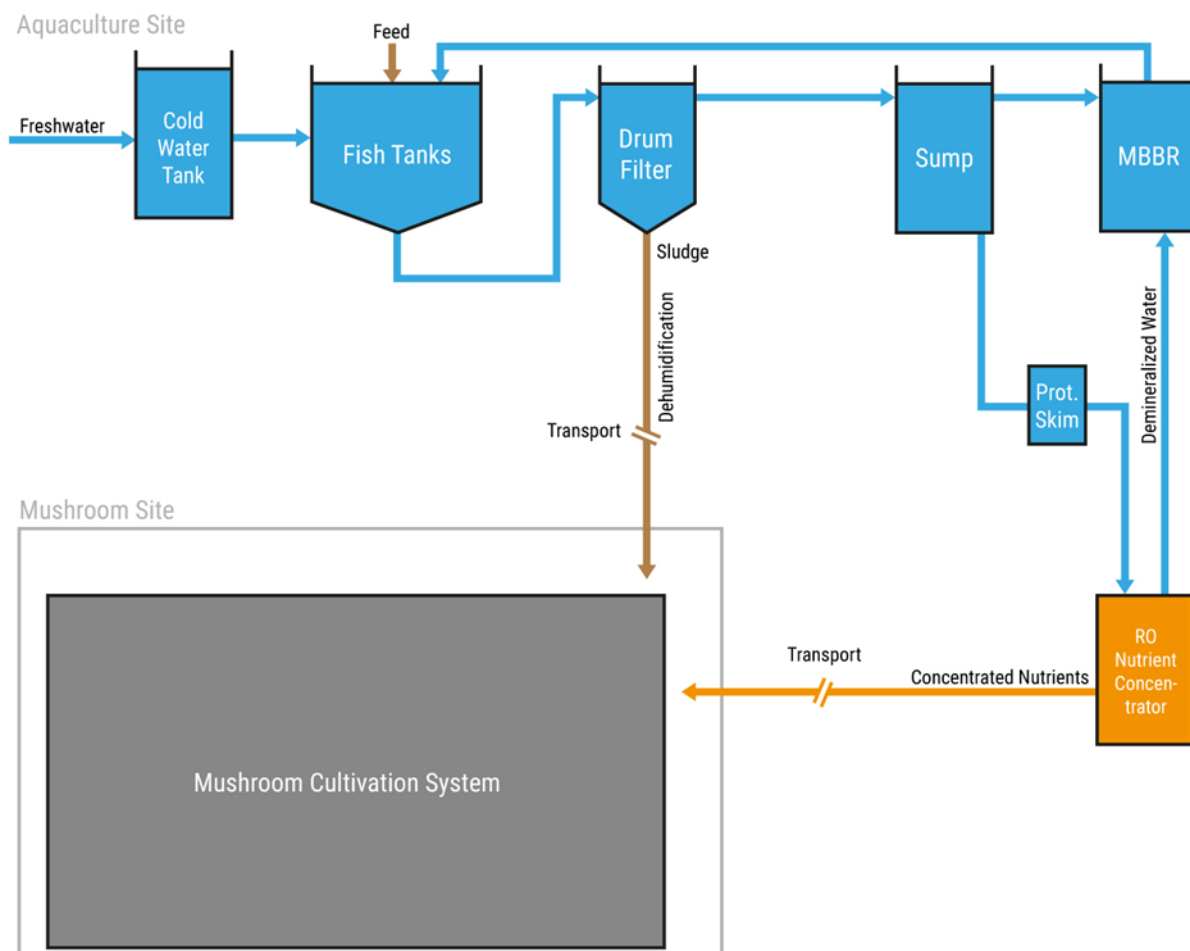 Aquaculture Site
Feed
Freshwater
Cold
Water
Tank
Fish Tanks
Drum
Filter
Sump
MBBR
Sludge
Dehumidification
Transport
Prot.
Skim
Demineralized Water
Mushroom Site
RO
Nutrient
Concen-
trator
Transport
Concentrated Nutrients
Mushroom Cultivation System